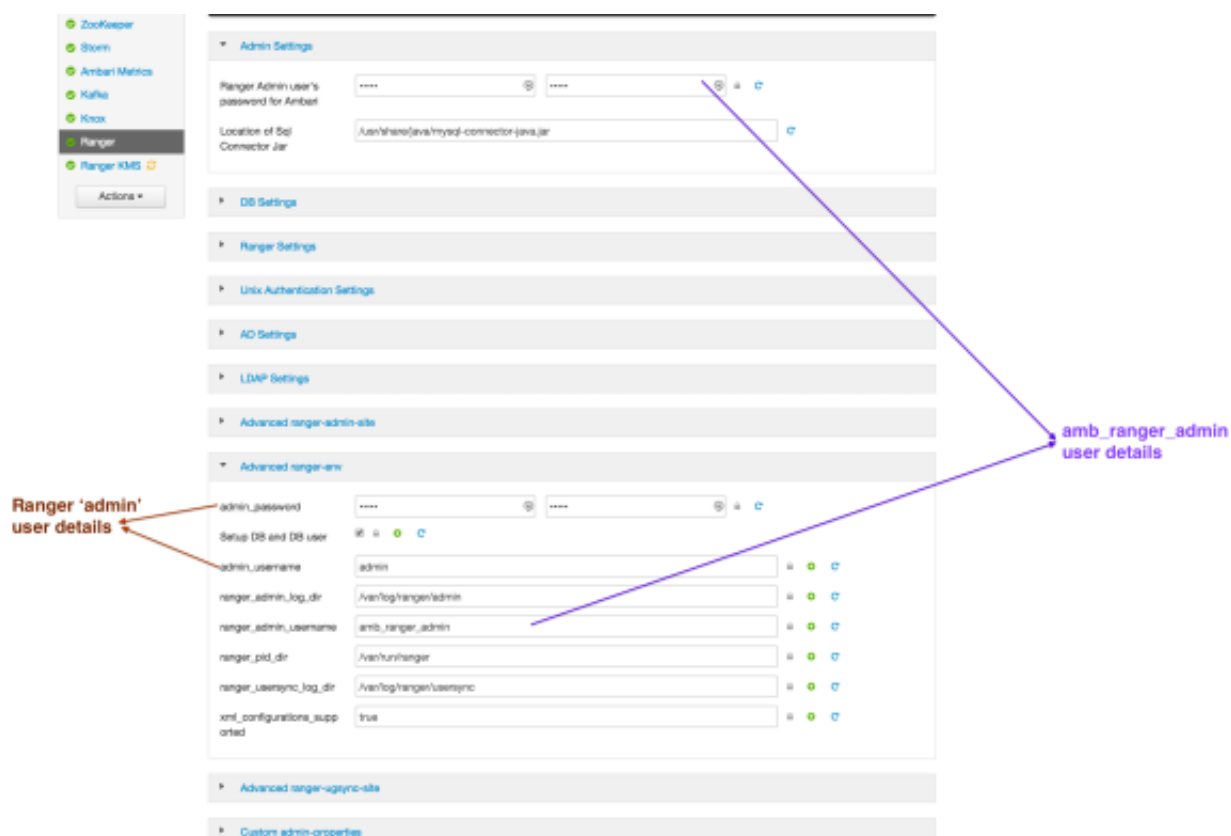 ZooKeeper
Storm
Ambari Metrics
Kafka
Knox
Ranger
Ranger KMS
Actions
Admin Settings
Ranger Admin user's
password for Ambari
Location of Sql
Connector Jar
/usr/share/java/mysql-connector-java.jar
DB Settings
Ranger Settings
Unix Authentication Settings
AD Settings
LDAP Settings
Advanced ranger-admin-site
Advanced ranger-env
Ranger ‘admin’
user details
amb_ranger_admin
user details
admin_password
Setup DB and DB user
admin_username
admin
ranger_admin_log_dir
/var/log/ranger/admin
ranger_admin_username
amb_ranger_admin
ranger_pid_dir
/var/run/ranger
ranger_usersync_log_dir
/var/log/ranger/usersync
xml_configurations_supp
orted
true
Advanced ranger-ugsync-site
Custom admin-properties